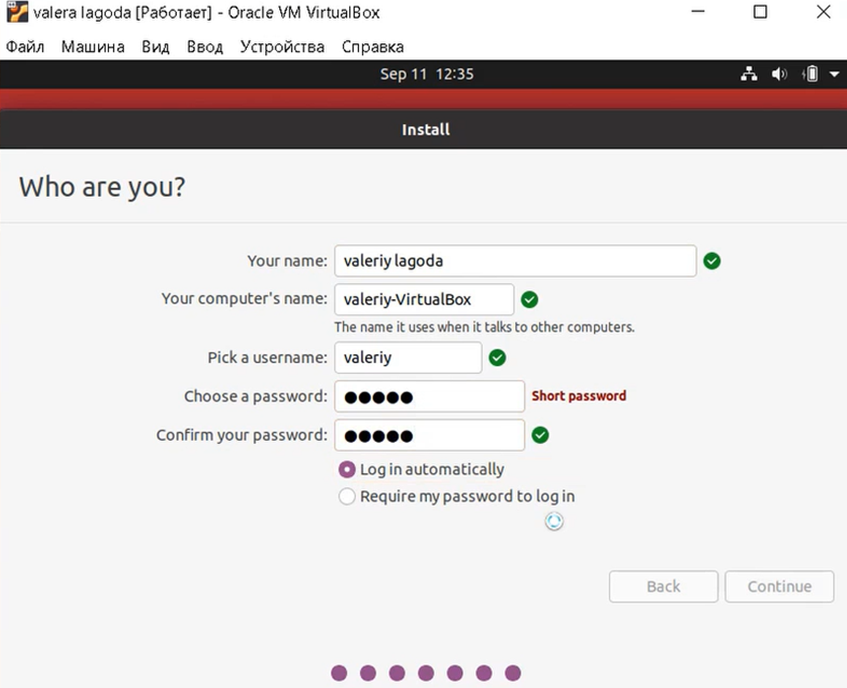 valera lagoda [Работает] - Oracle VM VirtualBox
Файл Машина Вид Ввод Устройства Справка
Sep 11 12:35
Install
Who are you?
Your name: valeriy lagoda
Your computer's name: valeriy-VirtualBox
The name it uses when it talks to other computers.
Pick a username: valeriy
Choose a password: ●●●●● Short password
Confirm your password: ●●●●●
Log in automatically
Require my password to log in
Back Continue